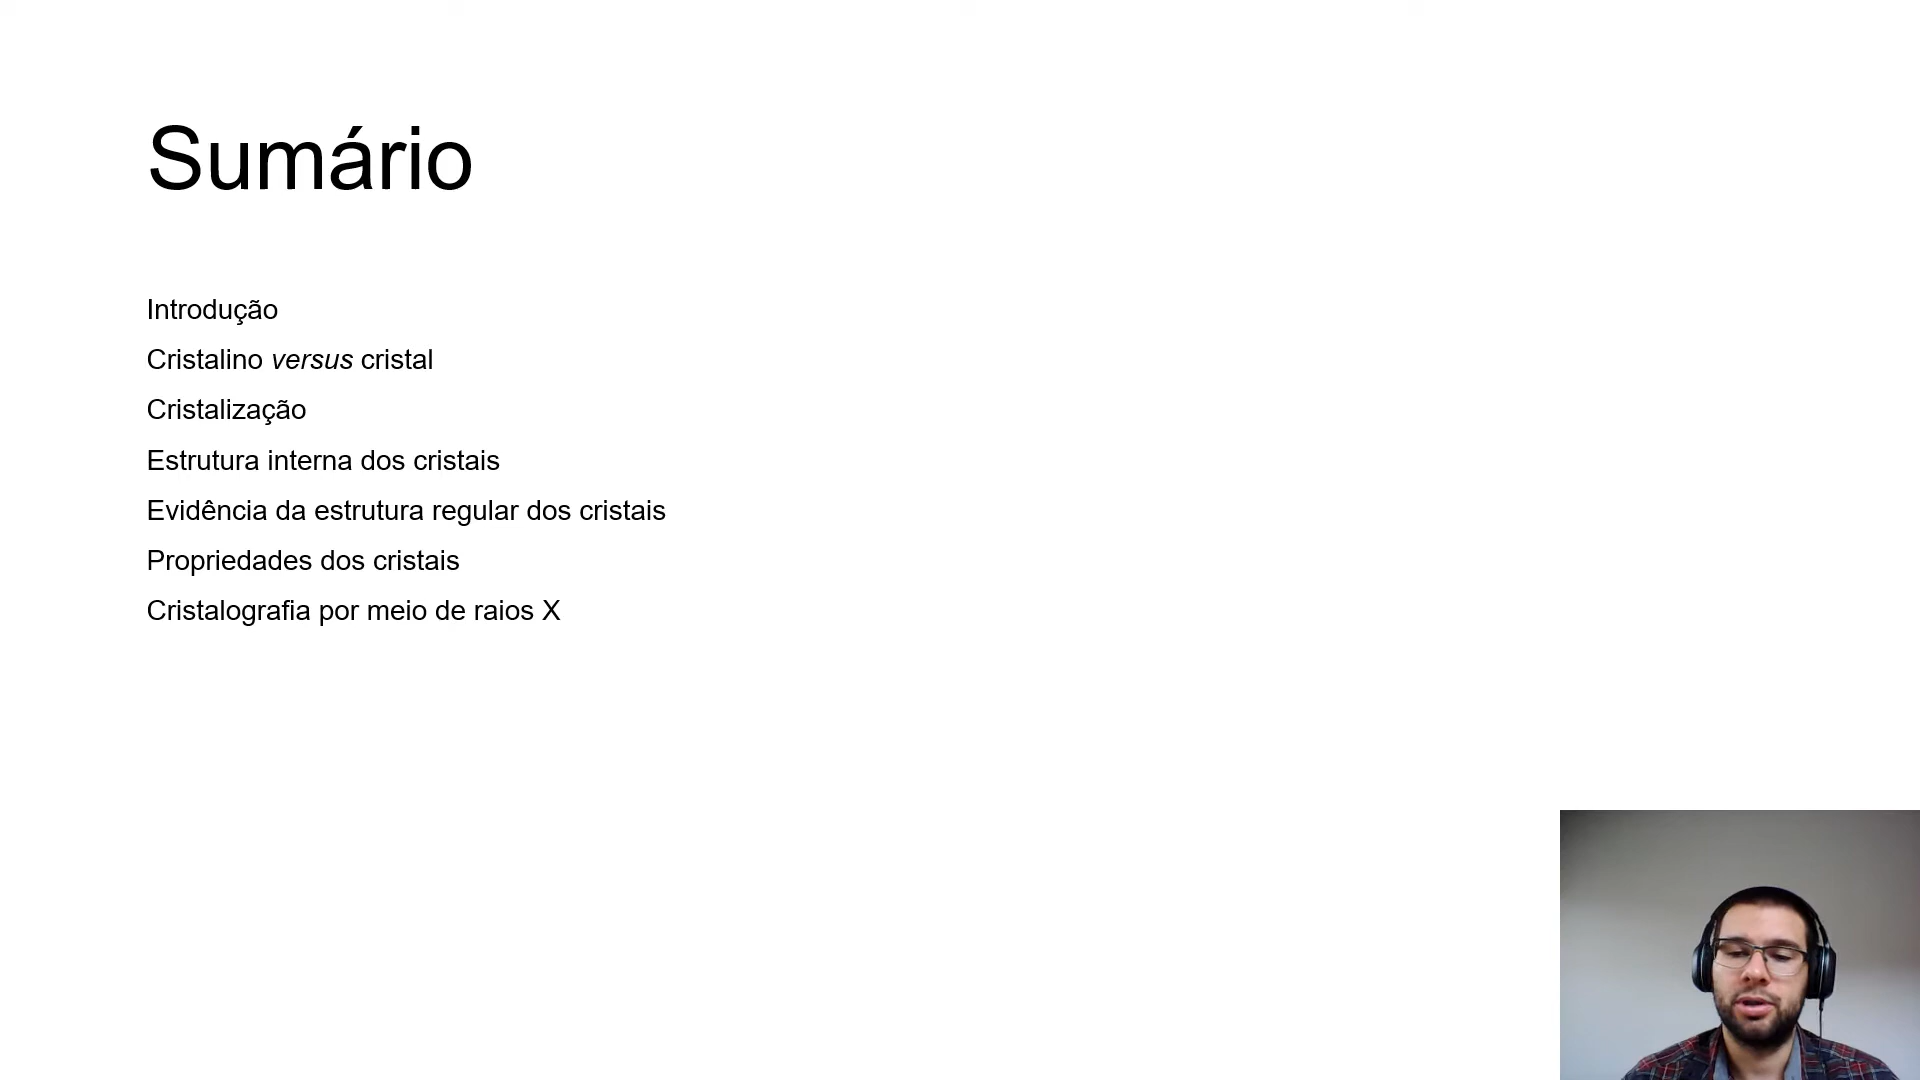 Sumário
Introdução
Cristalino versus cristal
Cristalização
Estrutura interna dos cristais
Evidência da estrutura regular dos cristais
Propriedades dos cristais
Cristalografia por meio de raios X